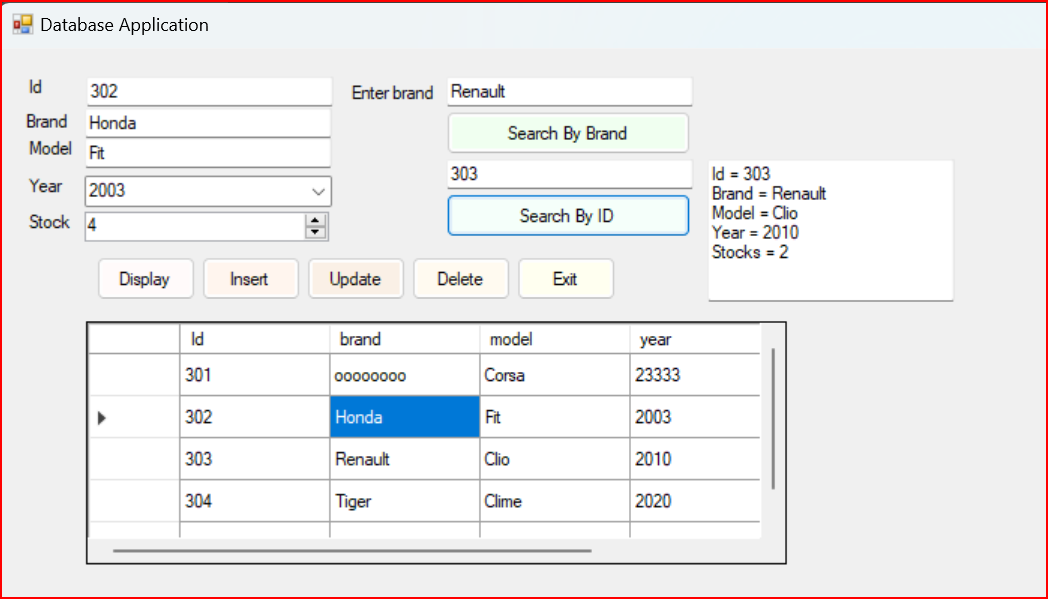 Database Application
Id 302 Enter brand Renault
Brand Honda
Search By Brand
Model Fit
303
Year 2003
Search By ID
Stock 4
Id = 303
Brand = Renault
Model = Clio
Year = 2010
Stocks = 2
Display Insert Update Delete Exit
Id brand model year
301 oooooooo Corsa 23333
302 Honda Fit 2003
303 Renault Clio 2010
304 Tiger Clime 2020